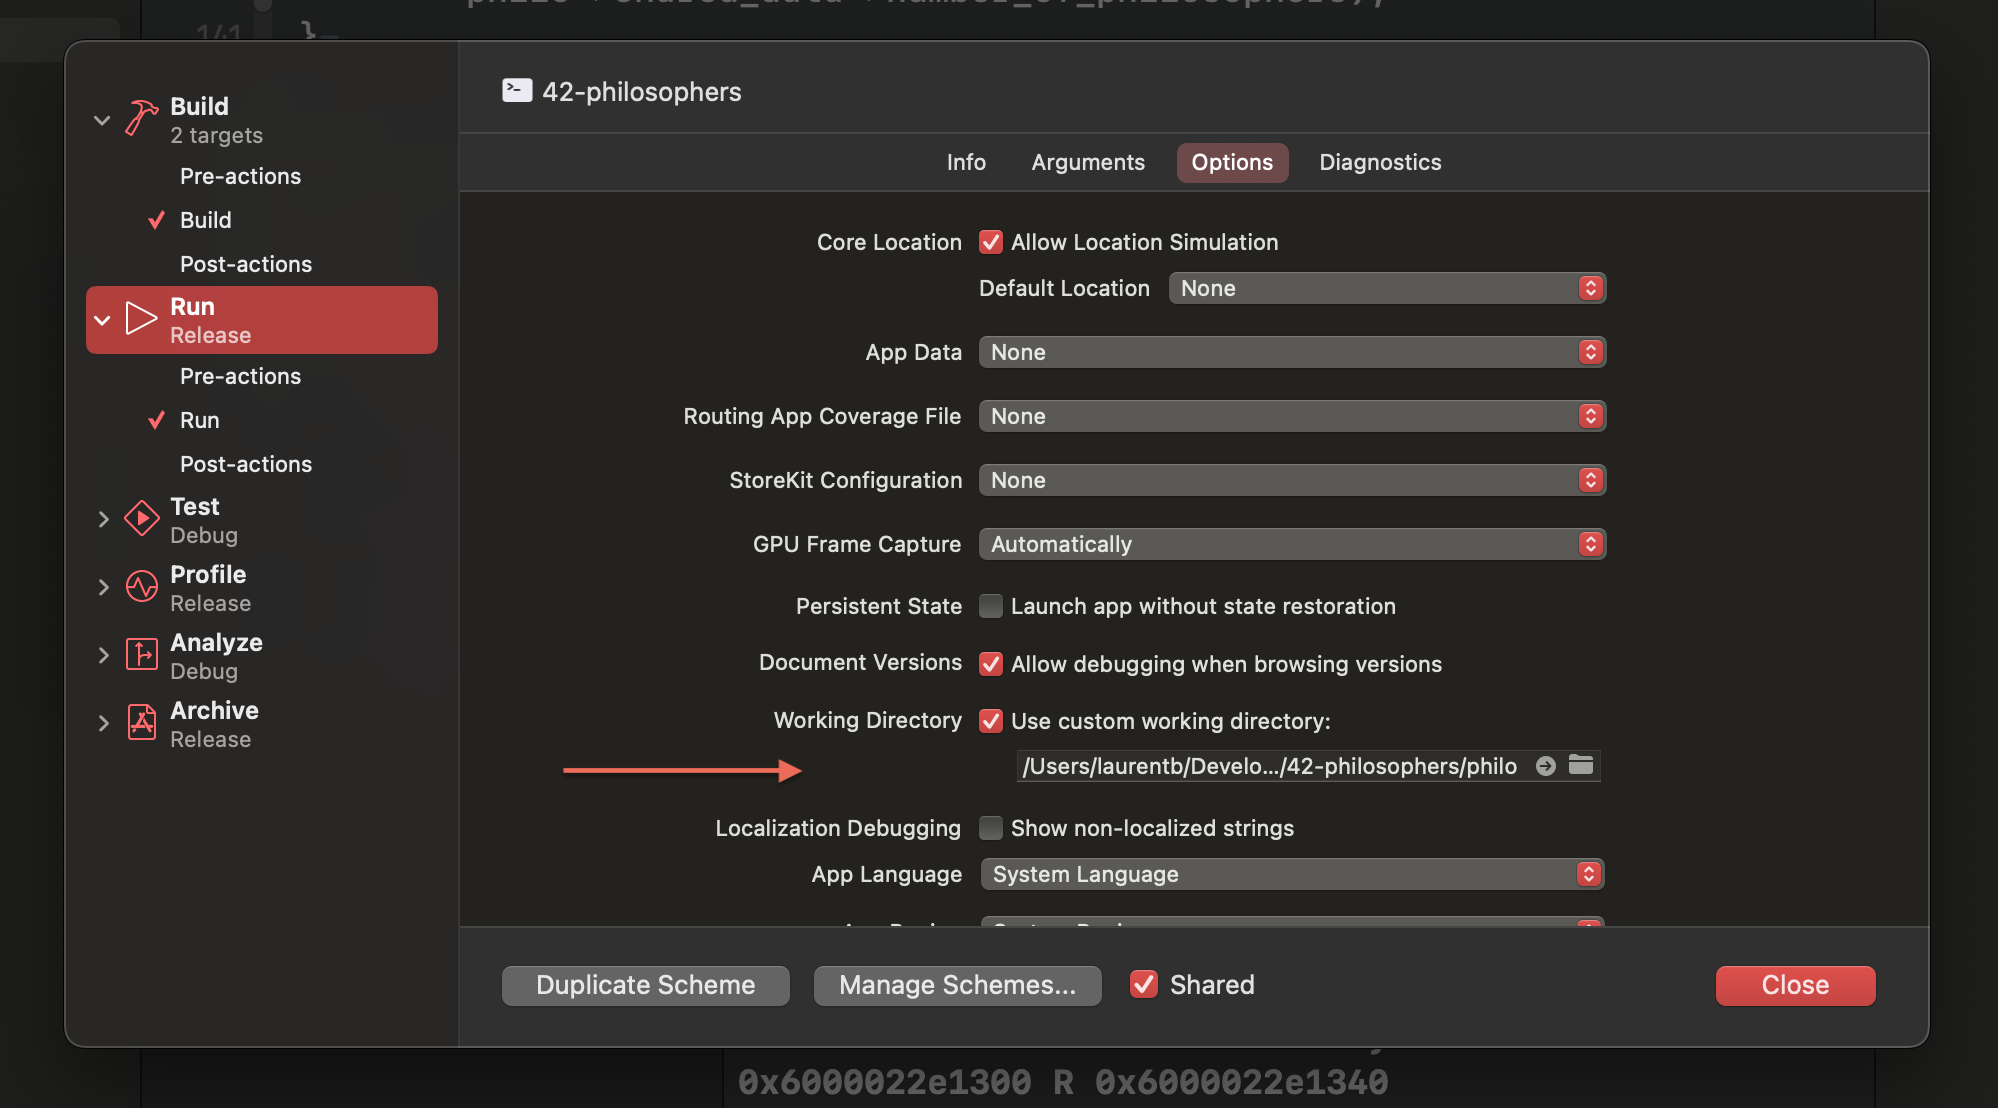 141 }
Build
2 targets
Pre-actions
Build
Post-actions
Run
Release
Pre-actions
Run
Post-actions
Test
Debug
Profile
Release
Analyze
Debug
Archive
Release
42-philosophers
Info Arguments Options Diagnostics
Core Location Allow Location Simulation
Default Location None
App Data None
Routing App Coverage File None
StoreKit Configuration None
GPU Frame Capture Automatically
Persistent State Launch app without state restoration
Document Versions Allow debugging when browsing versions
Working Directory Use custom working directory:
/Users/laurentb/Develo.../42-philosophers/philo
Localization Debugging Show non-localized strings
App Language System Language
Duplicate Scheme Manage Schemes... Shared Close
0x6000022e1300 R 0x6000022e1340